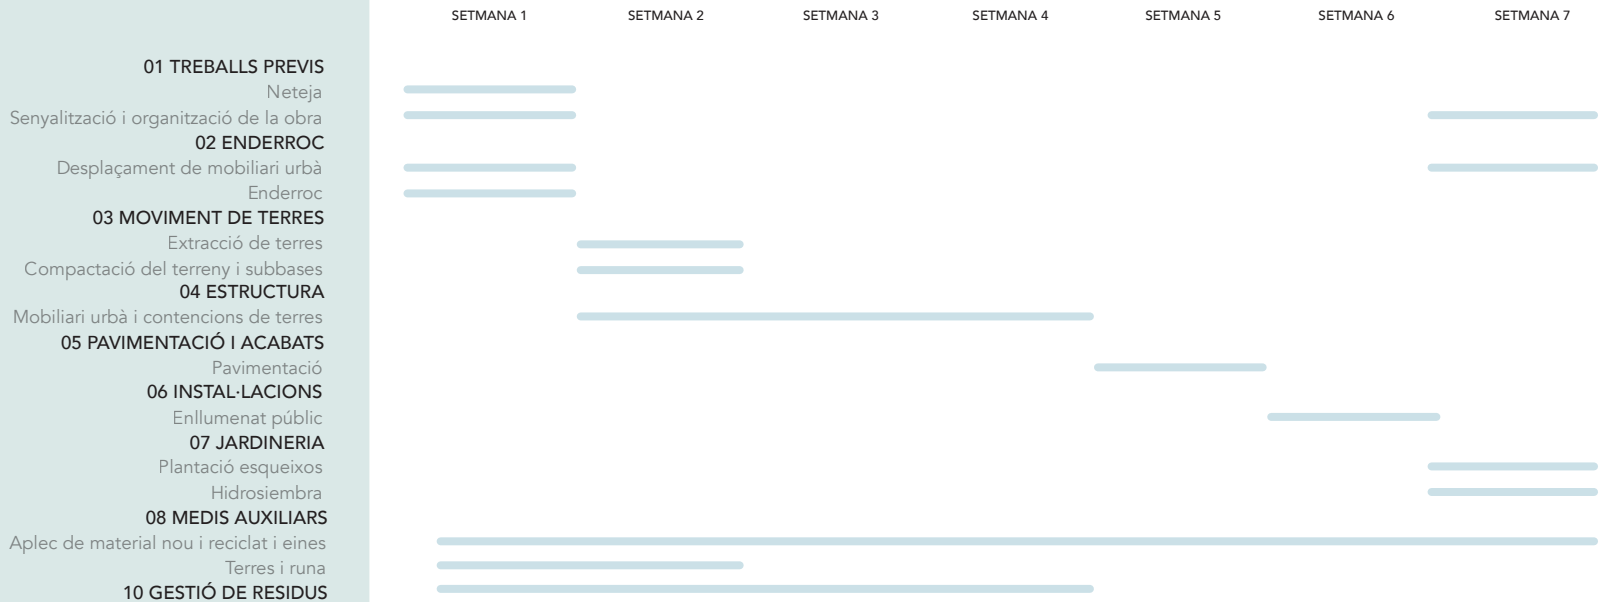 SETMANA 1 SETMANA 2 SETMANA 3 SETMANA 4 SETMANA 5 SETMANA 6 SETMANA 7
01 TREBALLS PREVIS
Neteja
Senyalització i organització de la obra
02 ENDERROC
Desplaçament de mobiliari urbà
Enderroc
03 MOVIMENT DE TERRES
Extracció de terres
Compactació del terreny i subbases
04 ESTRUCTURA
Mobiliari urbà i contencions de terres
05 PAVIMENTACIÓ I ACABATS
Pavimentació
06 INSTAL·LACIONS
Enllumenat públic
07 JARDINERIA
Plantació esqueixos
Hidrosiembra
08 MEDIS AUXILIARS
Aplec de material nou i reciclat i eines
Terres i runa
10 GESTIÓ DE RESIDUS